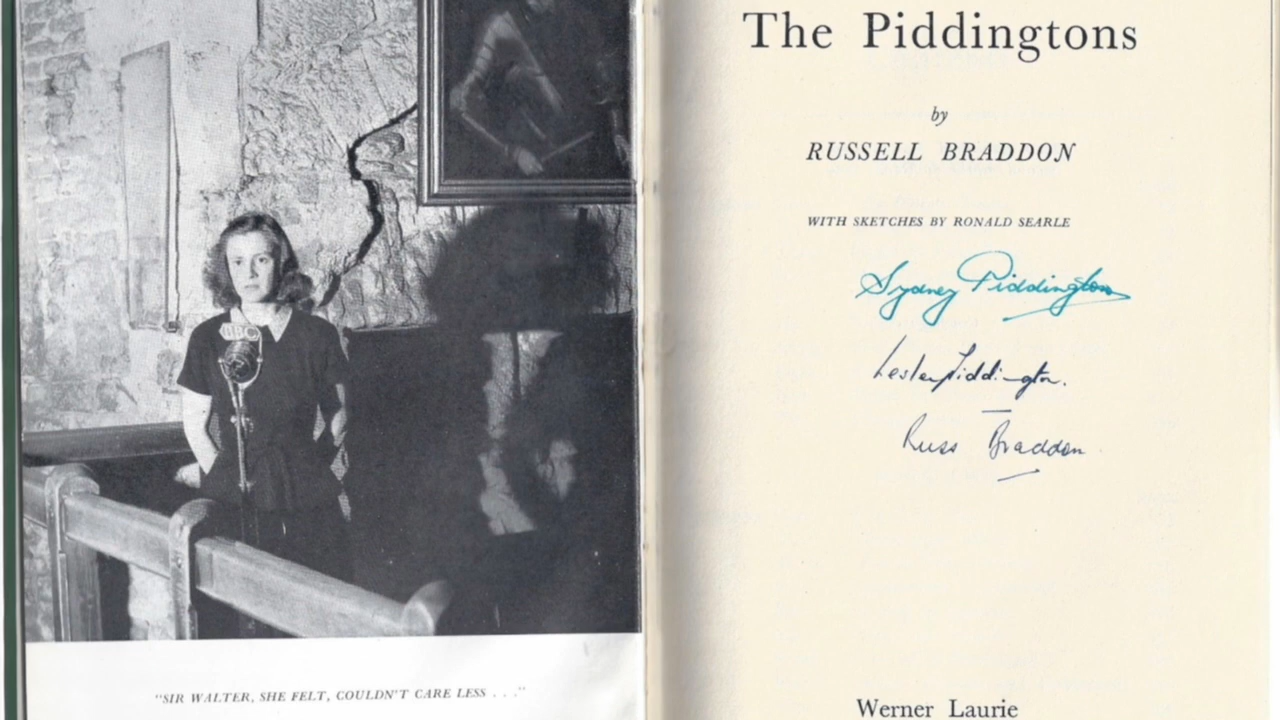 BBC
"SIR WALTER, SHE FELT, COULDN'T CARE LESS . . ."
The Piddingtons
by
RUSSELL BRADDON
WITH SKETCHES BY RONALD SEARLE
Sydney Piddington
Lesley Piddington.
Russ Braddon
Werner Laurie